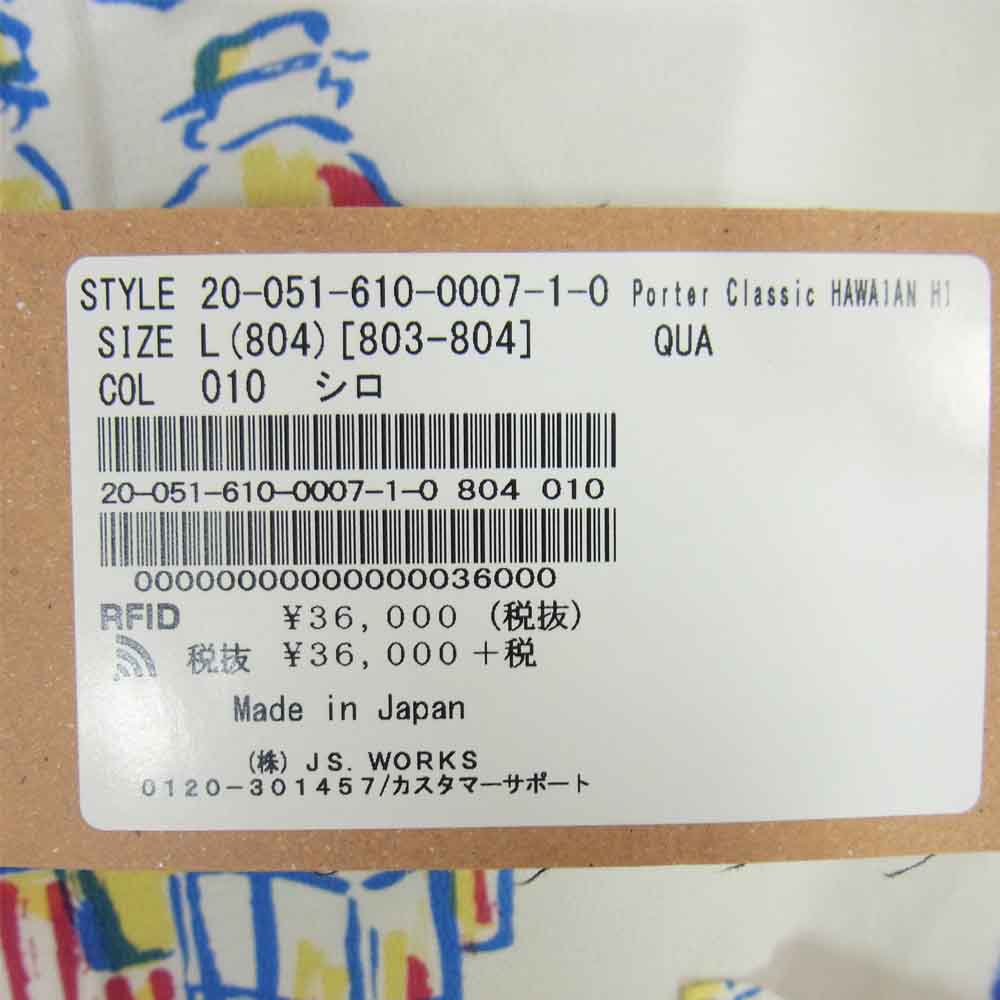 STYLE 20-051-610-0007-1-0 Porter Classic HAWAIAN HI
SIZE L(804)[803-804] QUA
COL 010 シロ
20-051-610-0007-1-0 804 010
00000000000000036000
RFID ¥36,000 (税抜)
税抜 ¥36,000+税
Made in Japan
(株) JS. WORKS
0120-301457/カスタマーサポート